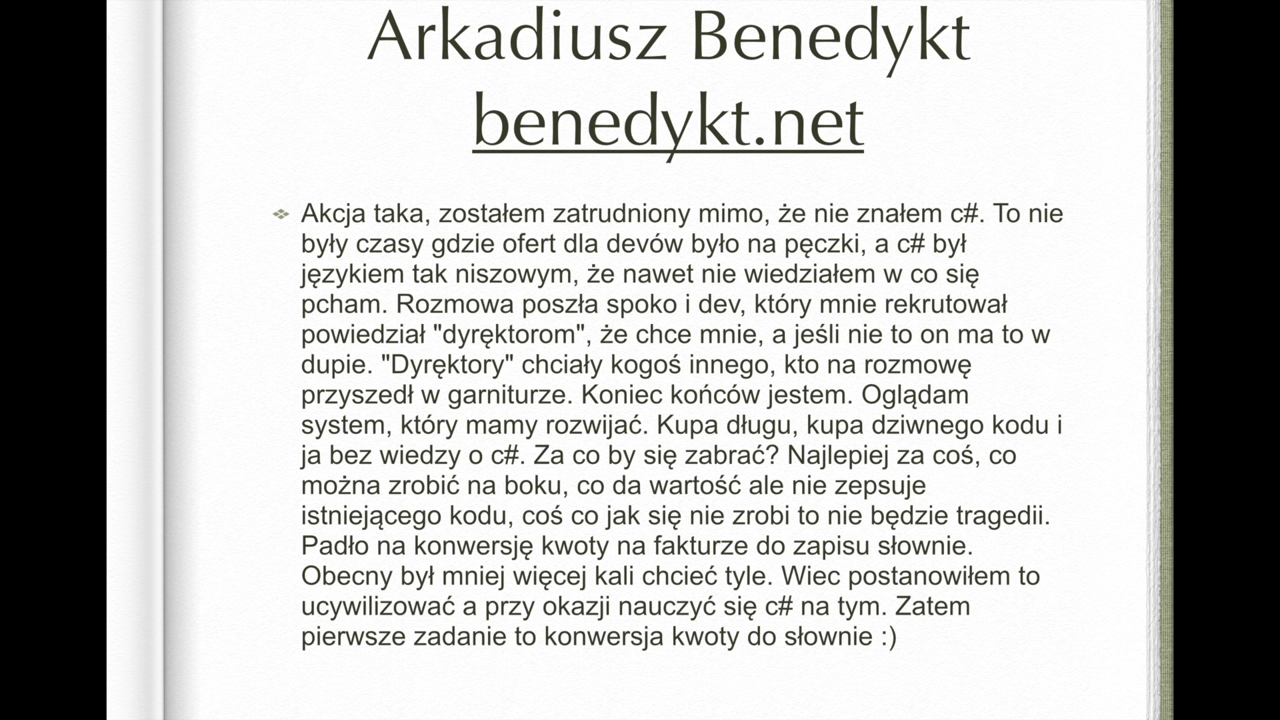 Arkadiusz Benedykt
benedykt.net
Akcja taka, zostałem zatrudniony mimo, że nie znałem c#. To nie
były czasy gdzie ofert dla devów było na pęczki, a c# był
językiem tak niszowym, że nawet nie wiedziałem w co się
pcham. Rozmowa poszła spoko i dev, który mnie rekrutował
powiedział "dyręktorom", że chce mnie, a jeśli nie to on ma to w
dupie. "Dyręktory" chciały kogoś innego, kto na rozmowę
przyszedł w garniturze. Koniec końców jestem. Oglądam
system, który mamy rozwijać. Kupa długu, kupa dziwnego kodu i
ja bez wiedzy o c#. Za co by się zabrać? Najlepiej za coś, co
można zrobić na boku, co da wartość ale nie zepsuje
istniejącego kodu, coś co jak się nie zrobi to nie będzie tragedii.
Padło na konwersję kwoty na fakturze do zapisu słownie.
Obecny był mniej więcej kali chcieć tyle. Wiec postanowiłem to
ucywilizować a przy okazji nauczyć się c# na tym. Zatem
pierwsze zadanie to konwersja kwoty do słownie :)